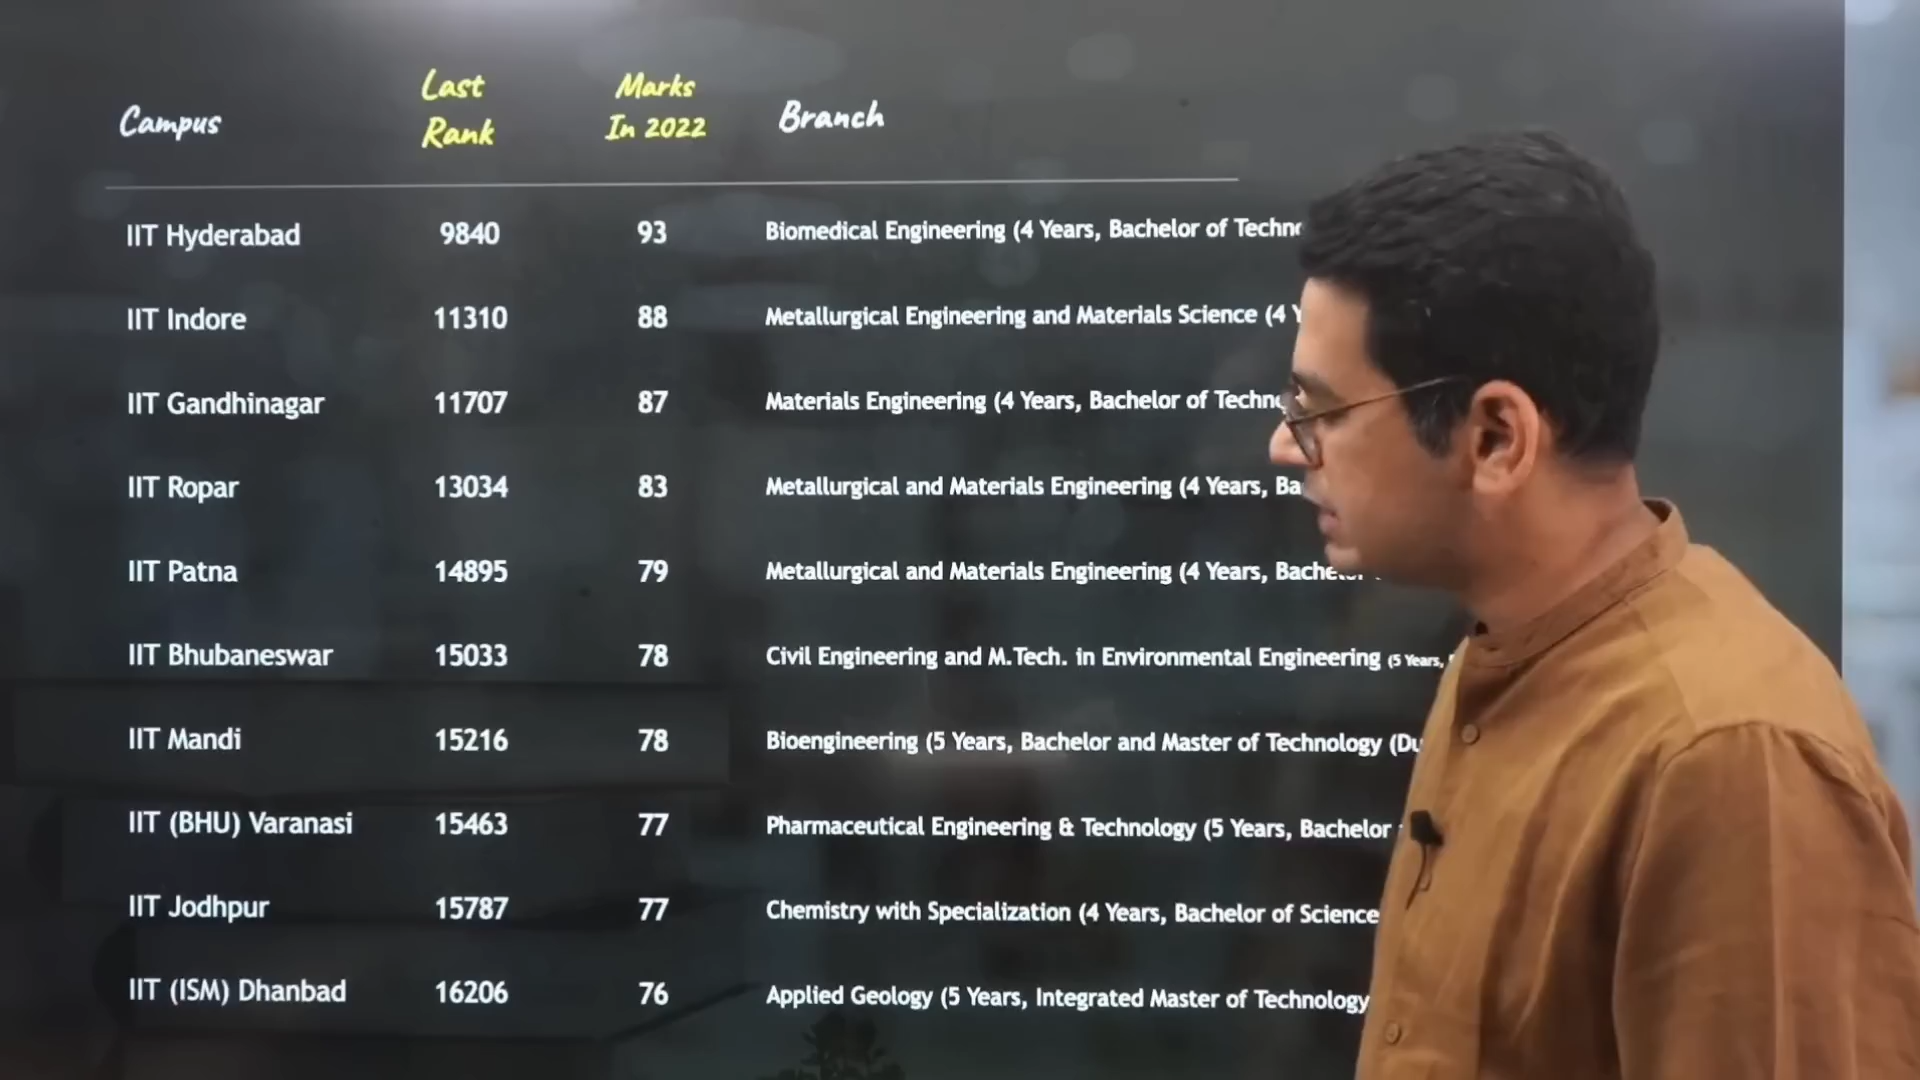 Campus Last Rank Marks In 2022 Branch
IIT Hyderabad 9840 93 Biomedical Engineering (4 Years, Bachelor of
IIT Indore 11310 88 Metallurgical Engineering and Materials Science (4
IIT Gandhinagar 11707 87 Materials Engineering (4 Years, Bachelor of
IIT Ropar 13034 83 Metallurgical and Materials Engineering (4 Years,
IIT Patna 14895 79 Metallurgical and Materials Engineering (4 Years,
IIT Bhubaneswar 15033 78 Civil Engineering and M.Tech. in Environmental Engineering (5 Years,
IIT Mandi 15216 78 Bioengineering (5 Years, Bachelor and Master of Technology
IIT (BHU) Varanasi 15463 77 Pharmaceutical Engineering & Technology (5 Years, Bachelor
IIT Jodhpur 15787 77 Chemistry with Specialization (4 Years, Bachelor of Science
IIT (ISM) Dhanbad 16206 76 Applied Geology (5 Years, Integrated Master of Technology